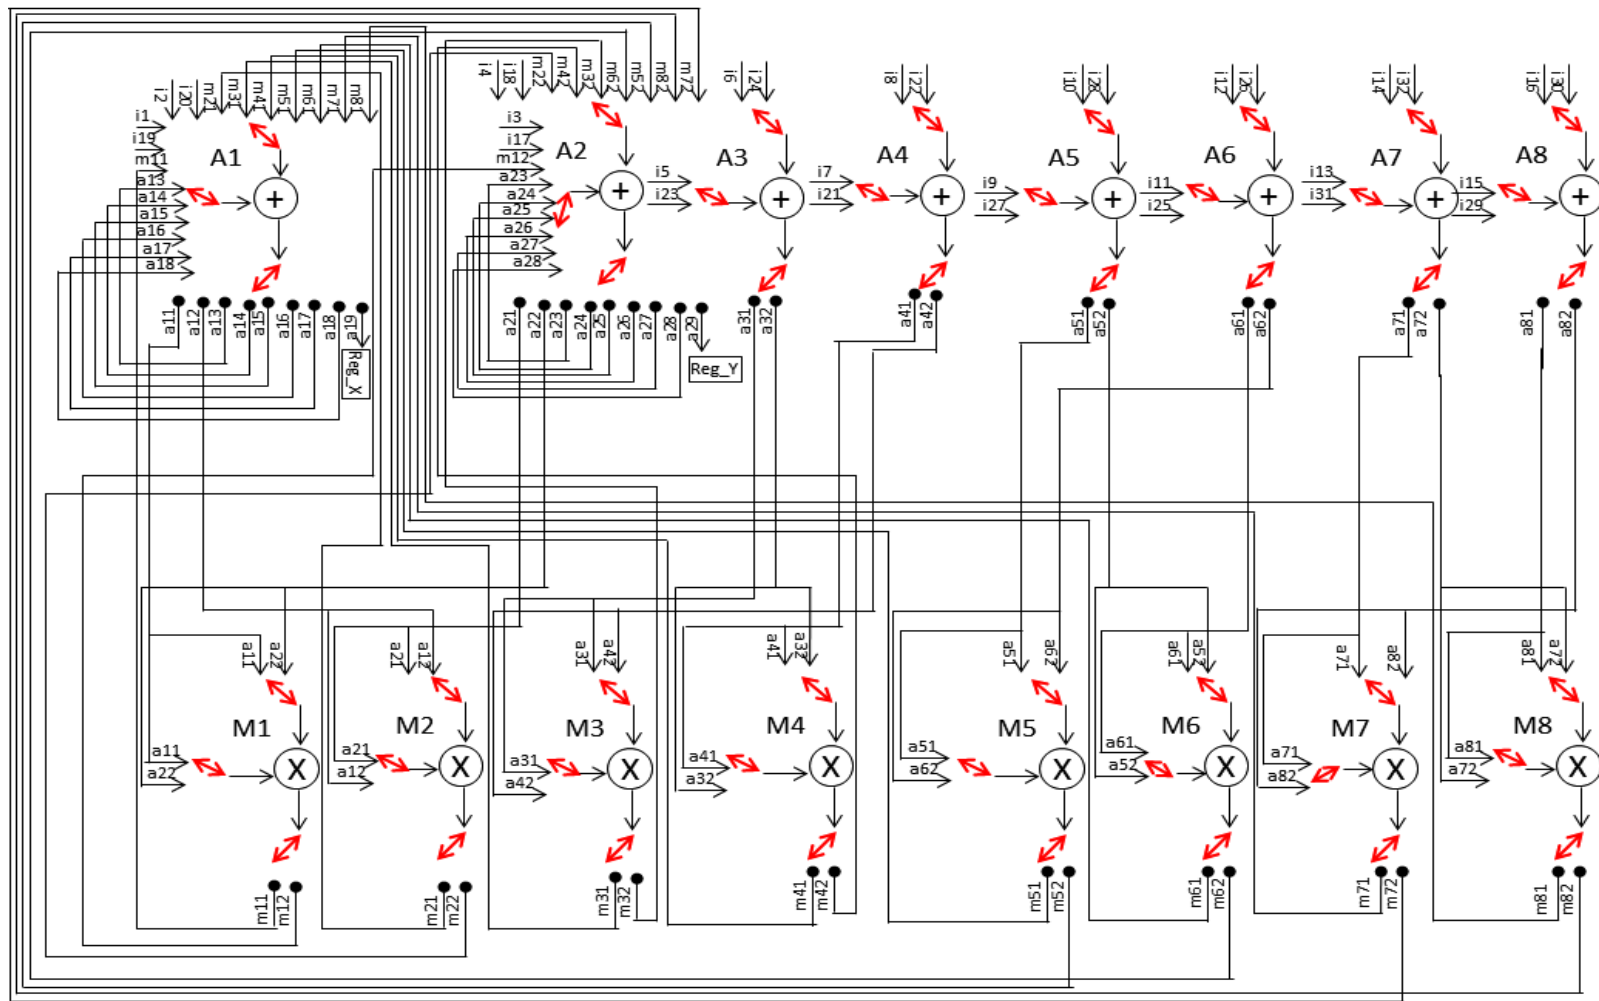 i2 i20 m21 m31 m41 m51 m61 m71 m81
i4 i18 m22 m42 m32 m62 m52 m82 m72
i6 i24
i8 i22
i10 i28
i12 i26
i14 i32
i16 i30
i1
i19
m11
a13
a14
a15
a16
a17
a18
A1
+
i3
i17
m12
a23
a24
a25
a26
a27
a28
A2
+
i5
i23
A3
+
i7
i21
A4
+
i9
i27
A5
+
i11
i25
A6
+
i13
i31
A7
+
i15
i29
A8
+
a11 a12 a13 a14 a15 a16 a17 a18 a19
Reg_X
a21 a22 a23 a24 a25 a26 a27 a28 a29
Reg_Y
a31 a32
a41 a42
a51 a52
a61 a62
a71 a72
a81 a82
a11 a22
a21 a12
a31 a42
a41 a32
a51 a62
a61 a52
a71 a82
a81 a72
M1
a11
a22
X
M2
a21
a12
X
M3
a31
a42
X
M4
a41
a32
X
M5
a51
a62
X
M6
a61
a52
X
M7
a71
a82
X
M8
a81
a72
X
m11 m12
m21 m22
m31 m32
m41 m42
m51 m52
m61 m62
m71 m72
m81 m82